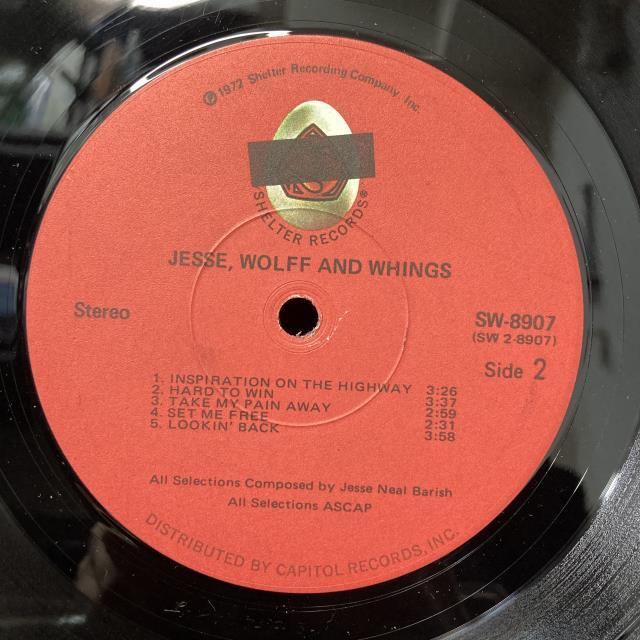 ℗ 1972 Shelter Recording Company Inc.
SHELTER RECORDS®
JESSE, WOLFF AND WHINGS
Stereo
SW-8907
(SW 2-8907)
Side 2
1. INSPIRATION ON THE HIGHWAY 3:26
2. HARD TO WIN 3:37
3. TAKE MY PAIN AWAY 2:59
4. SET ME FREE 2:31
5. LOOKIN' BACK 3:58
All Selections Composed by Jesse Neal Barish
All Selections ASCAP
DISTRIBUTED BY CAPITOL RECORDS, INC.